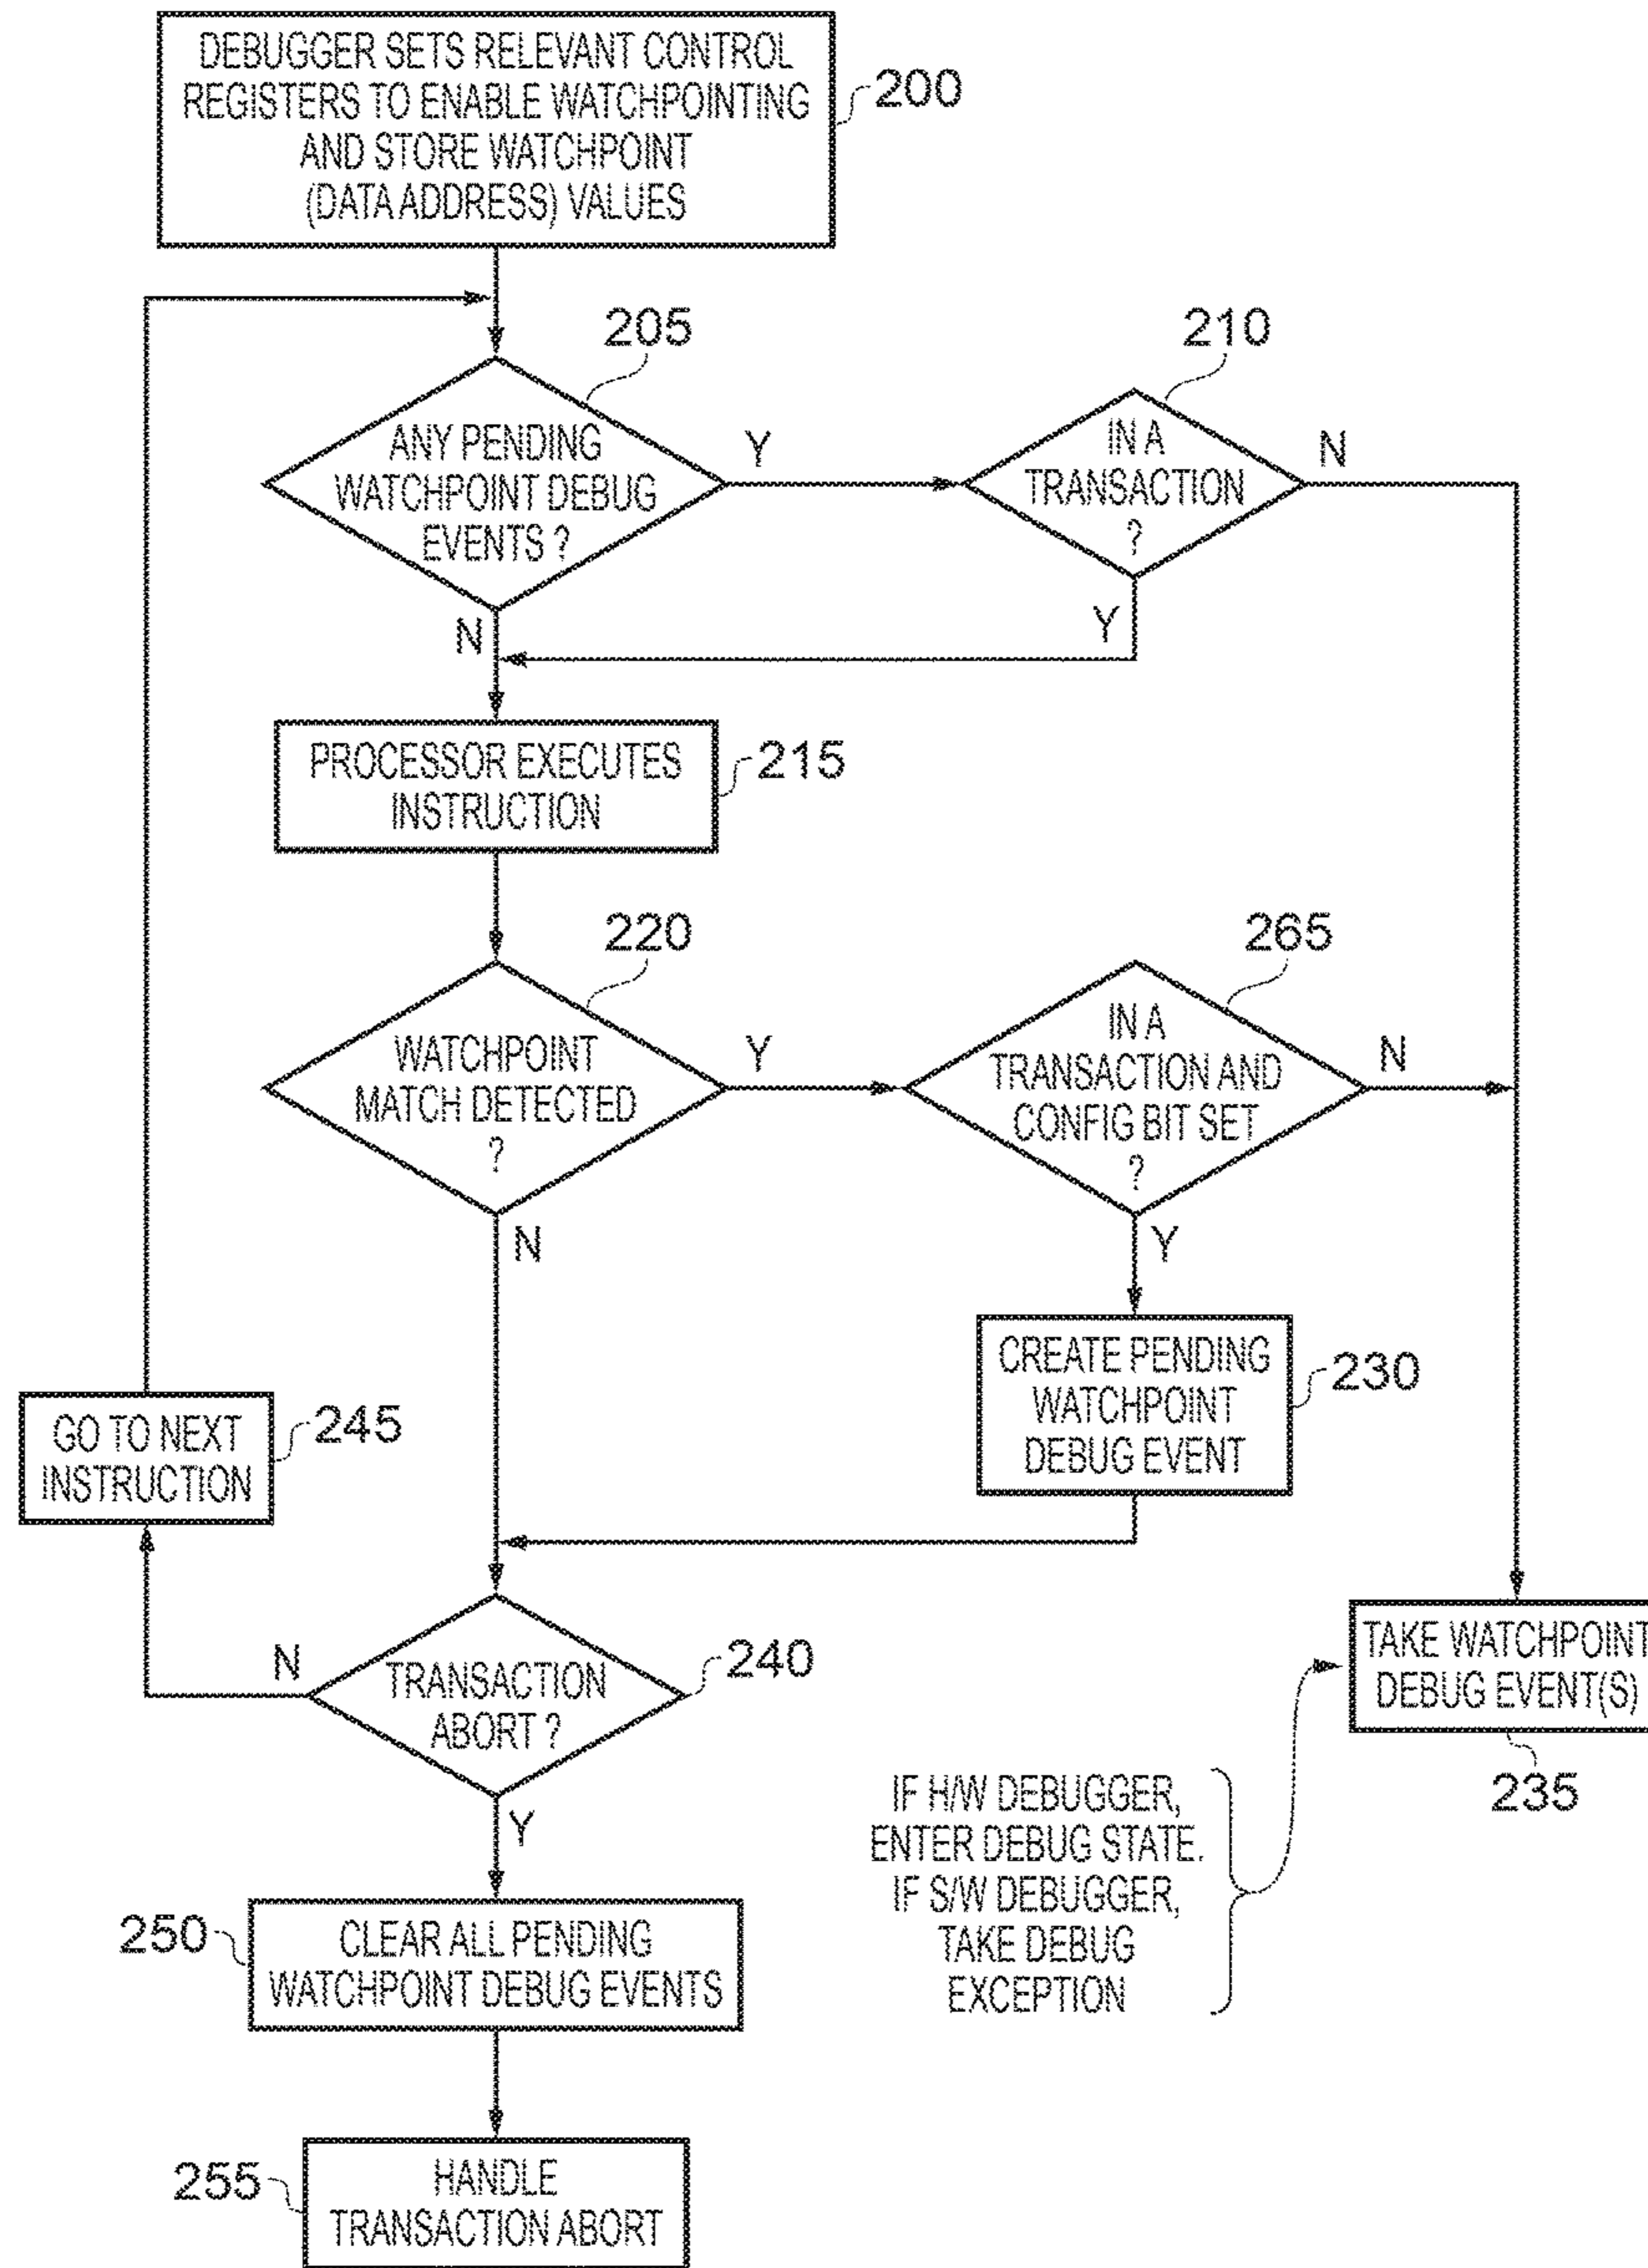 DEBUGGER SETS RELEVANT CONTROL
REGISTERS TO ENABLE WATCHPOINTING
AND STORE WATCHPOINT
(DATA ADDRESS) VALUES
200
205
210
ANY PENDING
WATCHPOINT DEBUG
EVENTS ?
Y
IN A
TRANSACTION
?
N
N
Y
PROCESSOR EXECUTES
INSTRUCTION
215
220
265
WATCHPOINT
MATCH DETECTED
?
Y
IN A
TRANSACTION AND
CONFIG BIT SET
?
N
N
Y
CREATE PENDING
WATCHPOINT
DEBUG EVENT
230
GO TO NEXT
INSTRUCTION
245
N
TRANSACTION
ABORT ?
240
Y
TAKE WATCHPOINT
DEBUG EVENT(S)
235
IF H/W DEBUGGER,
ENTER DEBUG STATE.
IF S/W DEBUGGER,
TAKE DEBUG
EXCEPTION
250
CLEAR ALL PENDING
WATCHPOINT DEBUG EVENTS
255
HANDLE
TRANSACTION ABORT